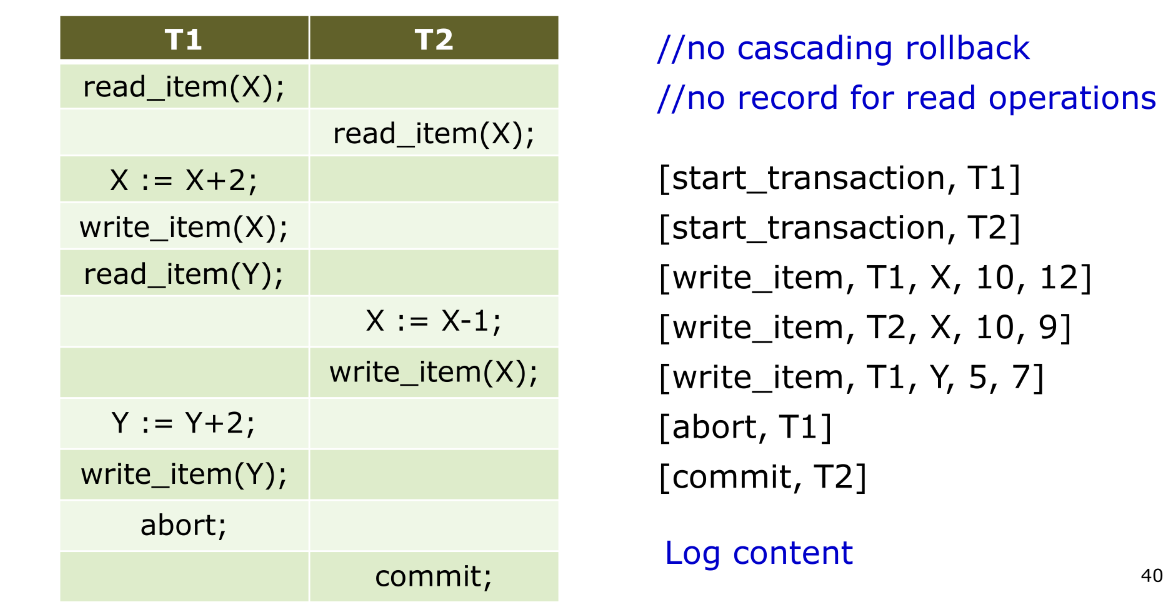 T1 T2
read_item(X);
read_item(X);
X := X+2;
write_item(X);
read_item(Y);
X := X-1;
write_item(X);
Y := Y+2;
write_item(Y);
abort;
commit;
//no cascading rollback
//no record for read operations
[start_transaction, T1]
[start_transaction, T2]
[write_item, T1, X, 10, 12]
[write_item, T2, X, 10, 9]
[write_item, T1, Y, 5, 7]
[abort, T1]
[commit, T2]
Log content
40